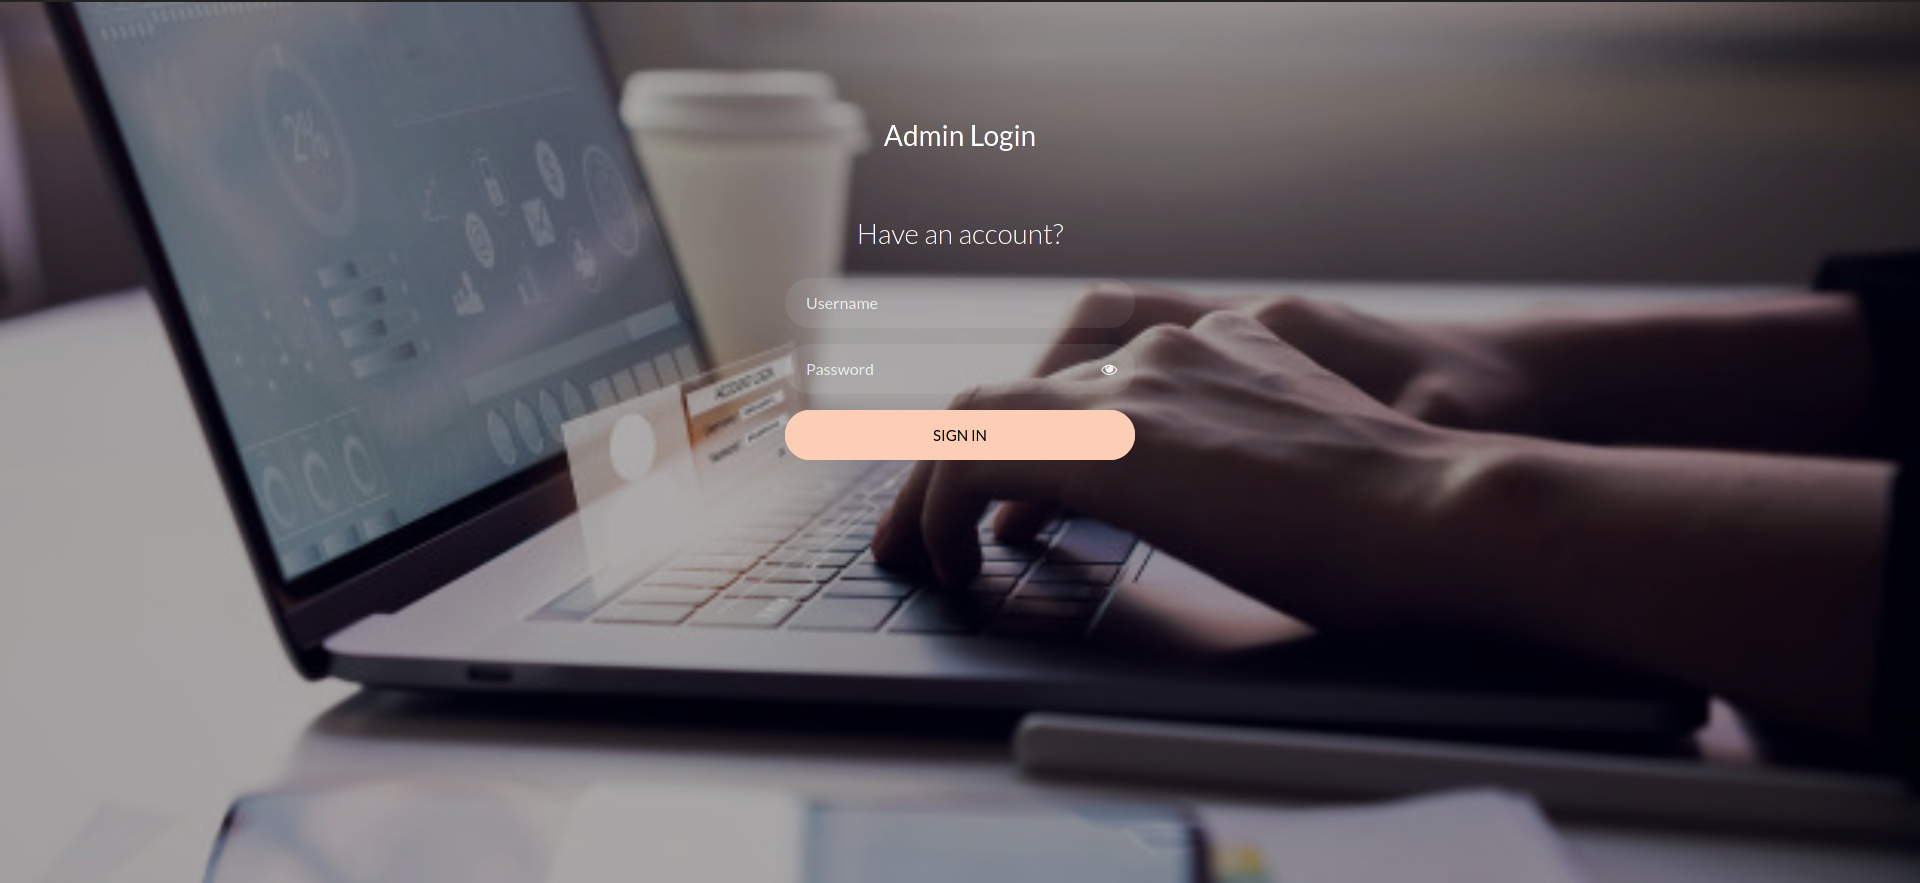 Admin Login
Have an account?
Username
Password
SIGN IN